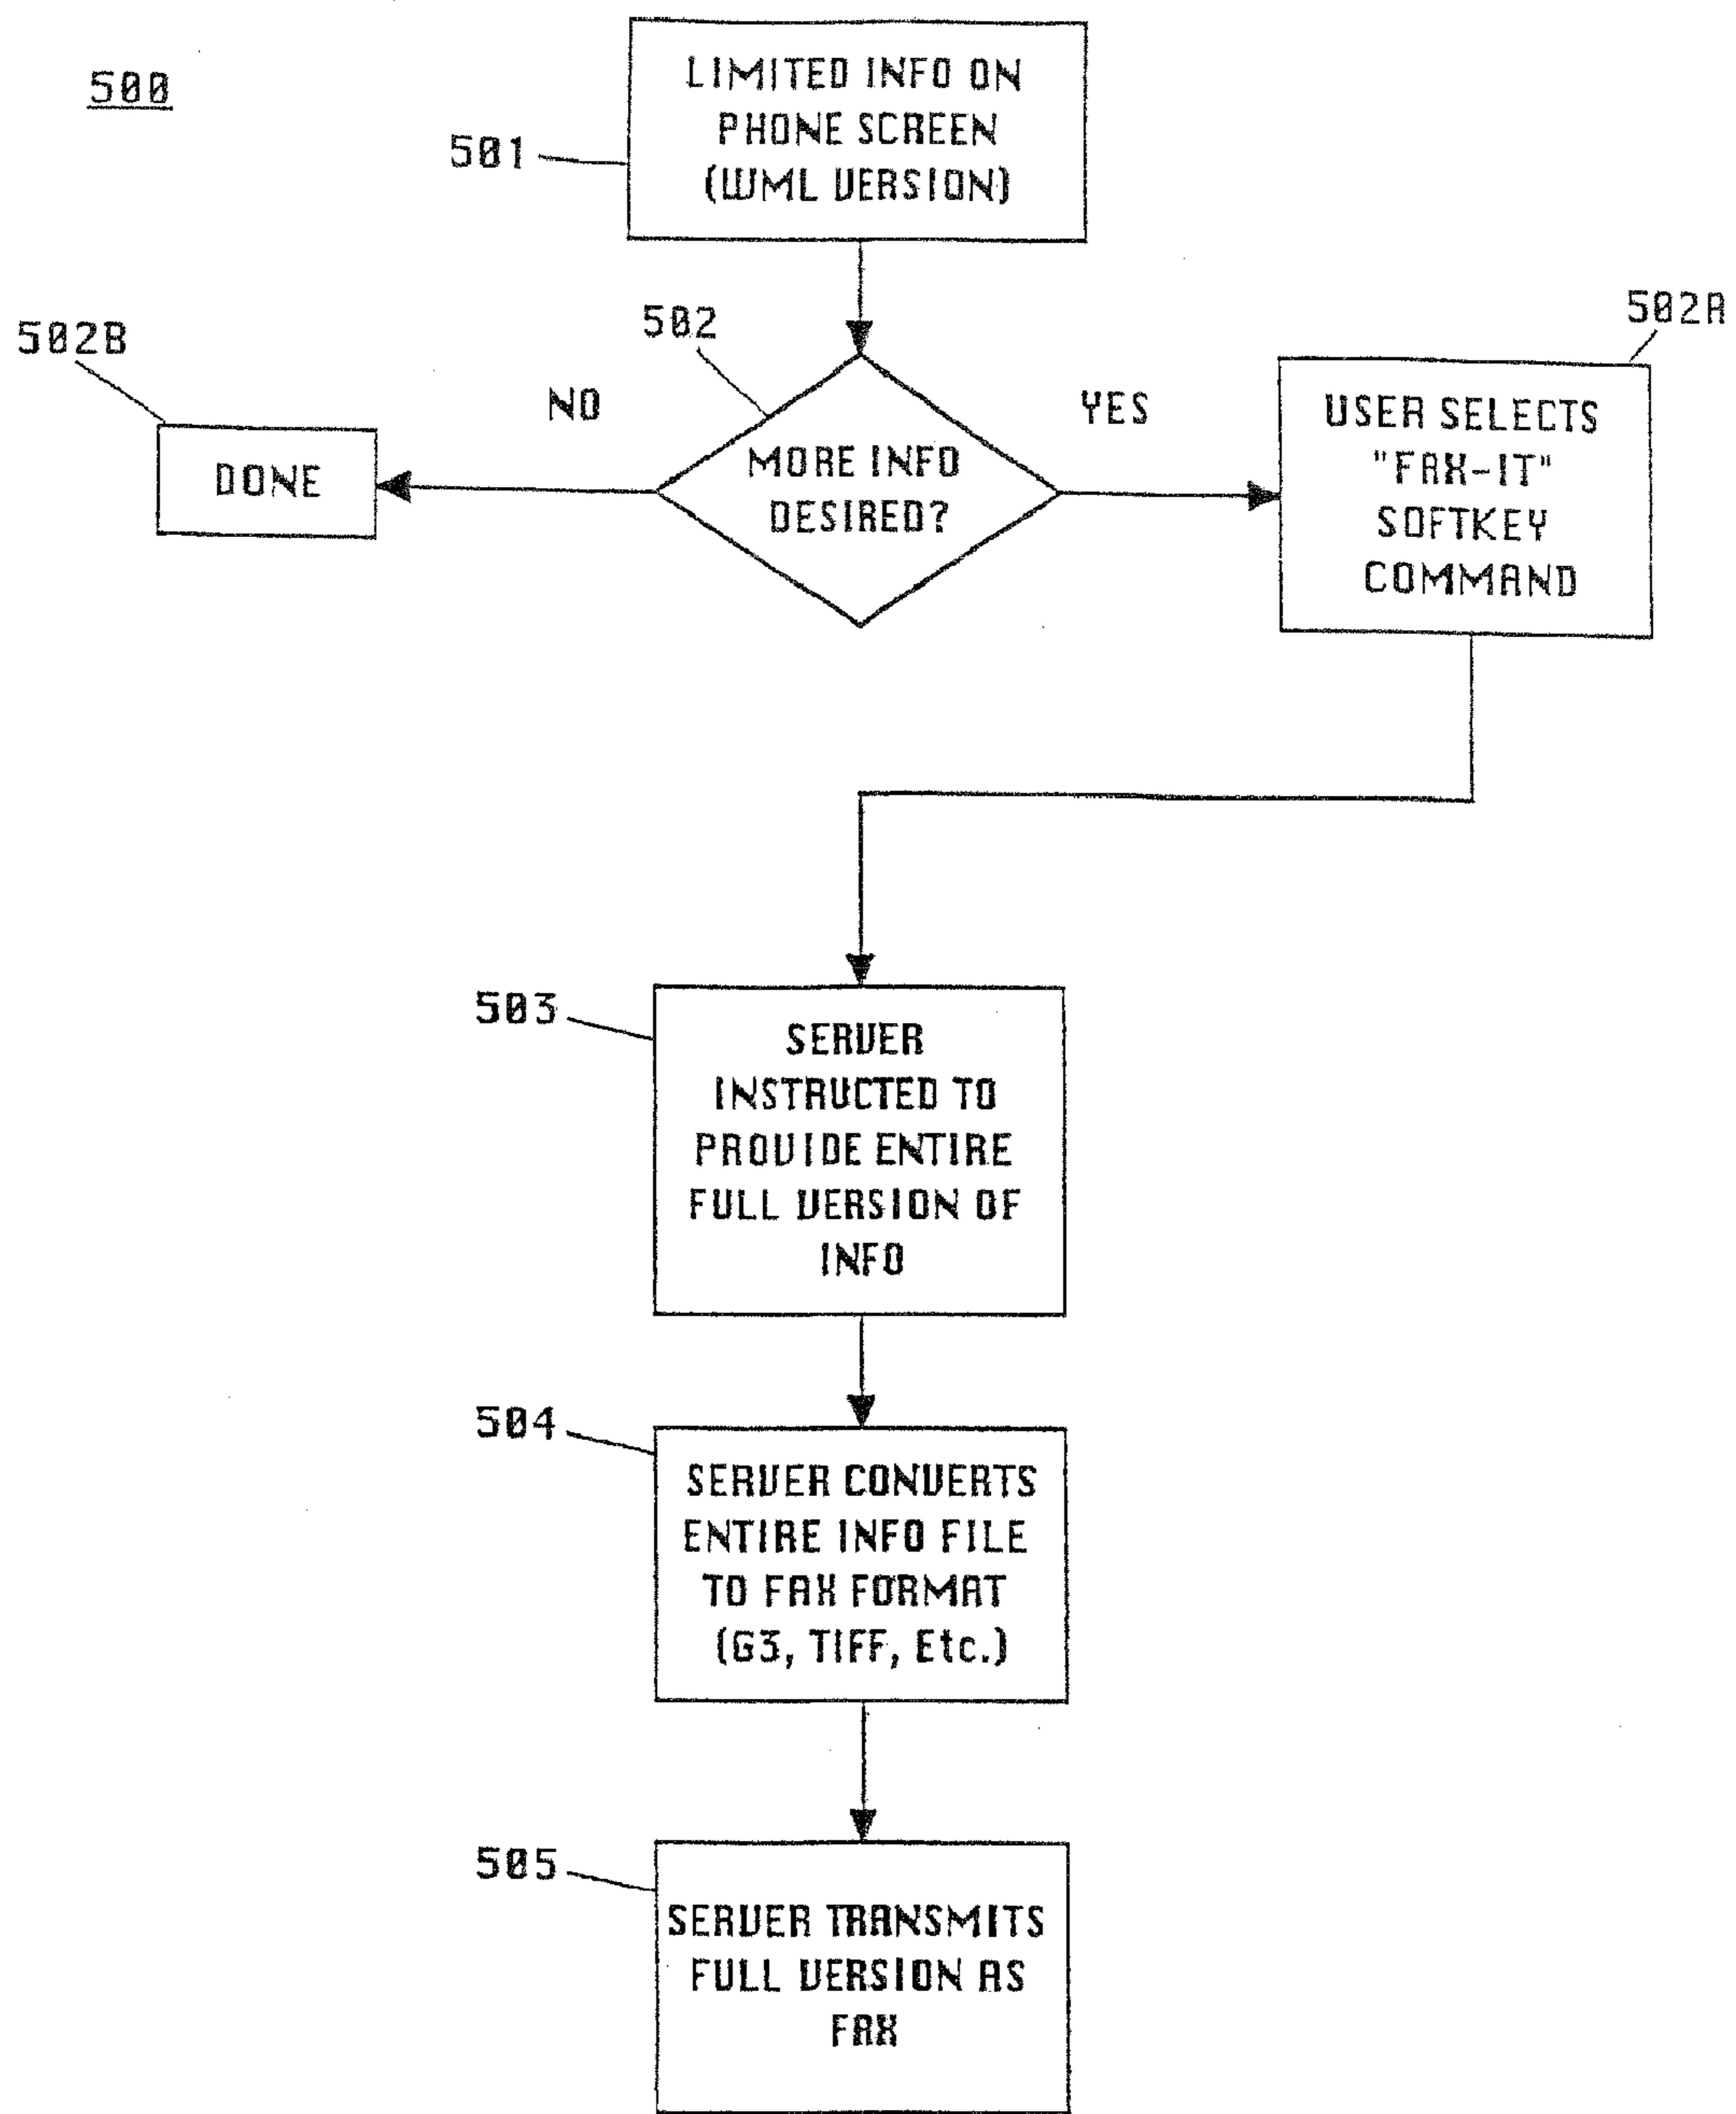 500
LIMITED INFO ON
PHONE SCREEN
(WML VERSION)
501
502
502A
502B
NO
YES
DONE
MORE INFO
DESIRED?
USER SELECTS
"FAX-IT"
SOFTKEY
COMMAND
503
SERVER
INSTRUCTED TO
PROVIDE ENTIRE
FULL VERSION OF
INFO
504
SERVER CONVERTS
ENTIRE INFO FILE
TO FAX FORMAT
(G3, TIFF, Etc.)
505
SERVER TRANSMITS
FULL VERSION AS
FAX